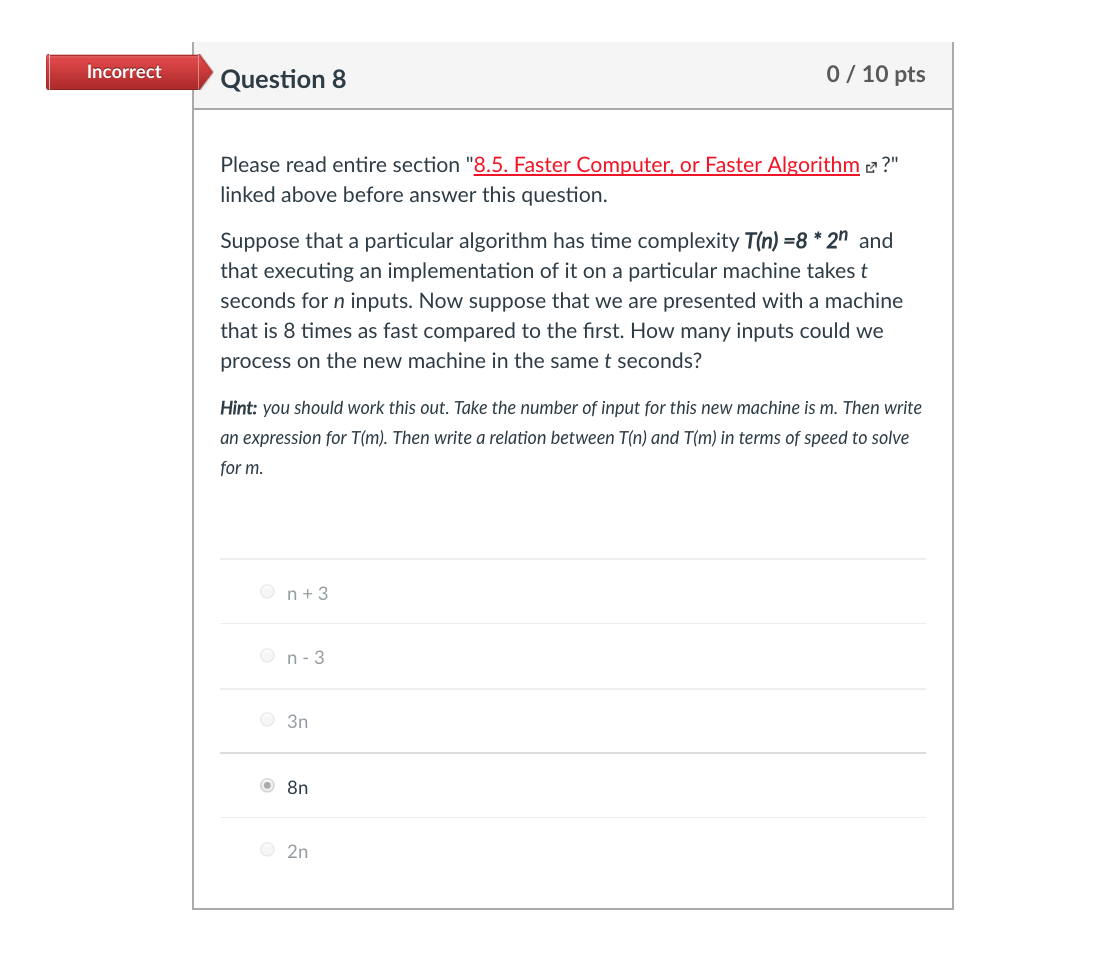 Incorrect
Question 8
0 / 10 pts
Please read entire section "8.5. Faster Computer, or Faster Algorithm ?"
linked above before answer this question.
Suppose that a particular algorithm has time complexity T(n) =8 * 2ⁿ and
that executing an implementation of it on a particular machine takes t
seconds for n inputs. Now suppose that we are presented with a machine
that is 8 times as fast compared to the first. How many inputs could we
process on the new machine in the same t seconds?
Hint: you should work this out. Take the number of input for this new machine is m. Then write
an expression for T(m). Then write a relation between T(n) and T(m) in terms of speed to solve
for m.
n + 3
n - 3
3n
8n
2n